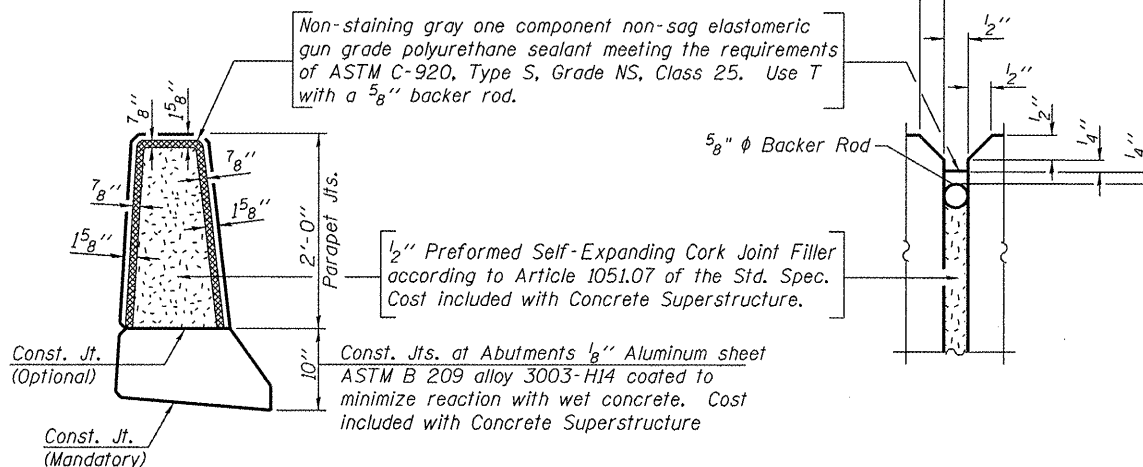 Non-staining gray one component non-sag elastomeric
gun grade polyurethane sealant meeting the requirements
of ASTM C-920, Type S, Grade NS, Class 25. Use T
with a 5/8" backer rod.
1/2"
1/2"
1/2"
1/4"
1/4"
5/8" φ Backer Rod
7/8"
1 5/8"
7/8"
7/8"
1 5/8"
1 5/8"
2'-0"
Parapet Jts.
1/2" Preformed Self-Expanding Cork Joint Filler
according to Article 1051.07 of the Std. Spec.
Cost included with Concrete Superstructure.
Const. Jt.
(Optional)
10"
Const. Jts. at Abutments 1/8" Aluminum sheet
ASTM B 209 alloy 3003-H14 coated to
minimize reaction with wet concrete. Cost
included with Concrete Superstructure
Const. Jt.
(Mandatory)